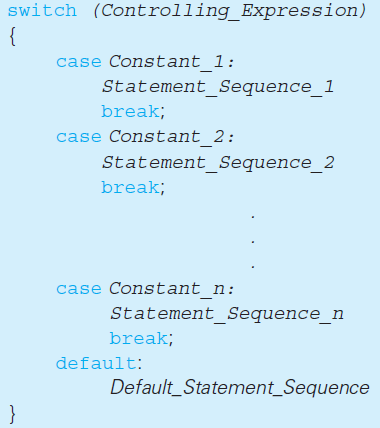 switch (Controlling_Expression)
{
case Constant_1:
Statement_Sequence_1
break;
case Constant_2:
Statement_Sequence_2
break;
.
.
.
case Constant_n:
Statement_Sequence_n
break;
default:
Default_Statement_Sequence
}